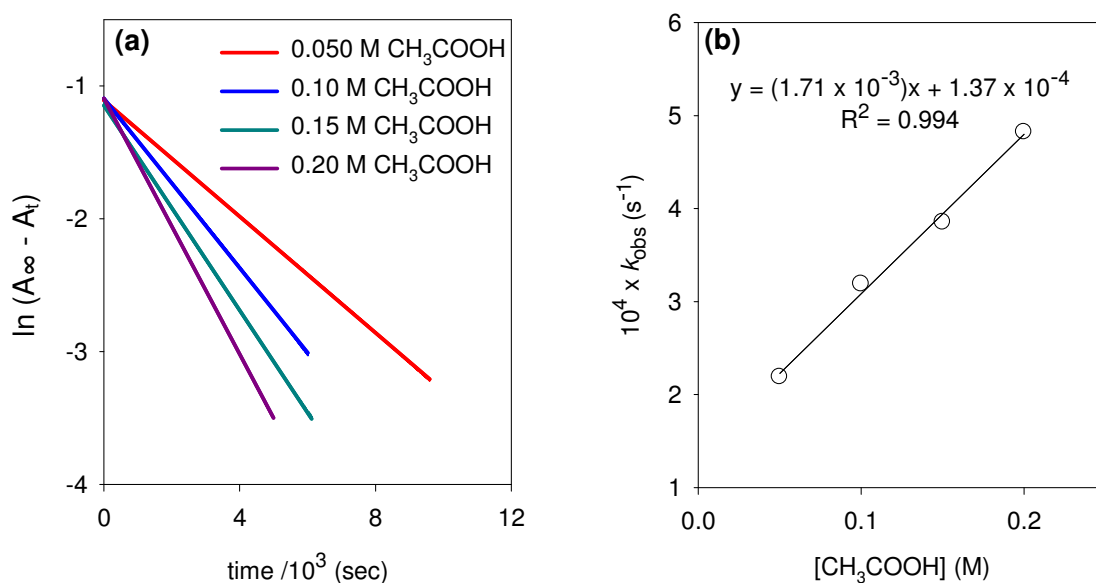 (a)
0.050 M CH₃COOH
0.10 M CH₃COOH
0.15 M CH₃COOH
0.20 M CH₃COOH
-1
-2
-3
-4
ln (A∞ - Aₜ)
0 4 8 12
time /10³ (sec)
(b)
y = (1.71 x 10⁻³)x + 1.37 x 10⁻⁴
R² = 0.994
6
5
4
3
2
1
10⁴ x kobs (s⁻¹)
0.0 0.1 0.2
[CH₃COOH] (M)